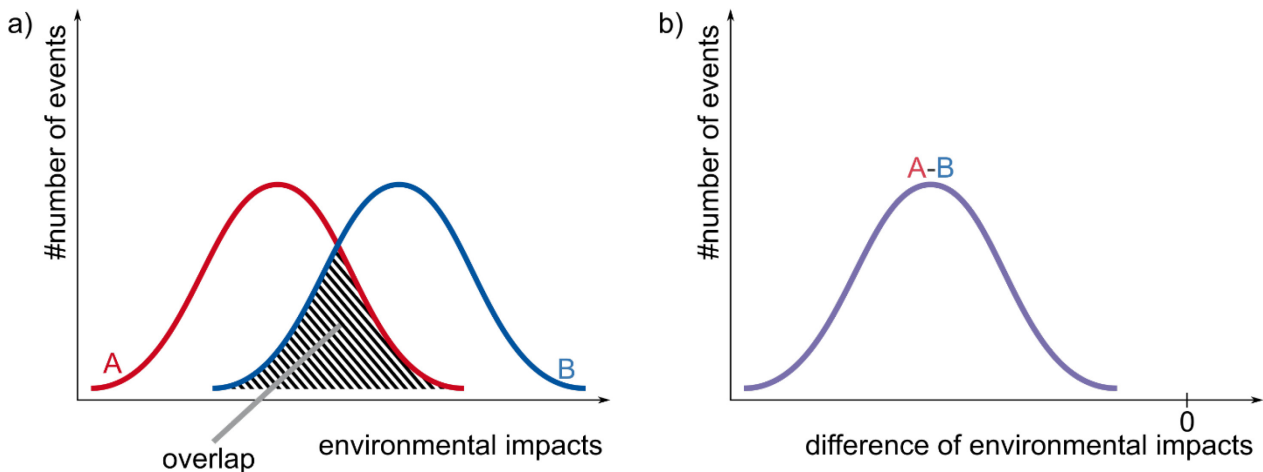 a)
#number of events
A
B
overlap
environmental impacts
b)
#number of events
A-B
0
difference of environmental impacts